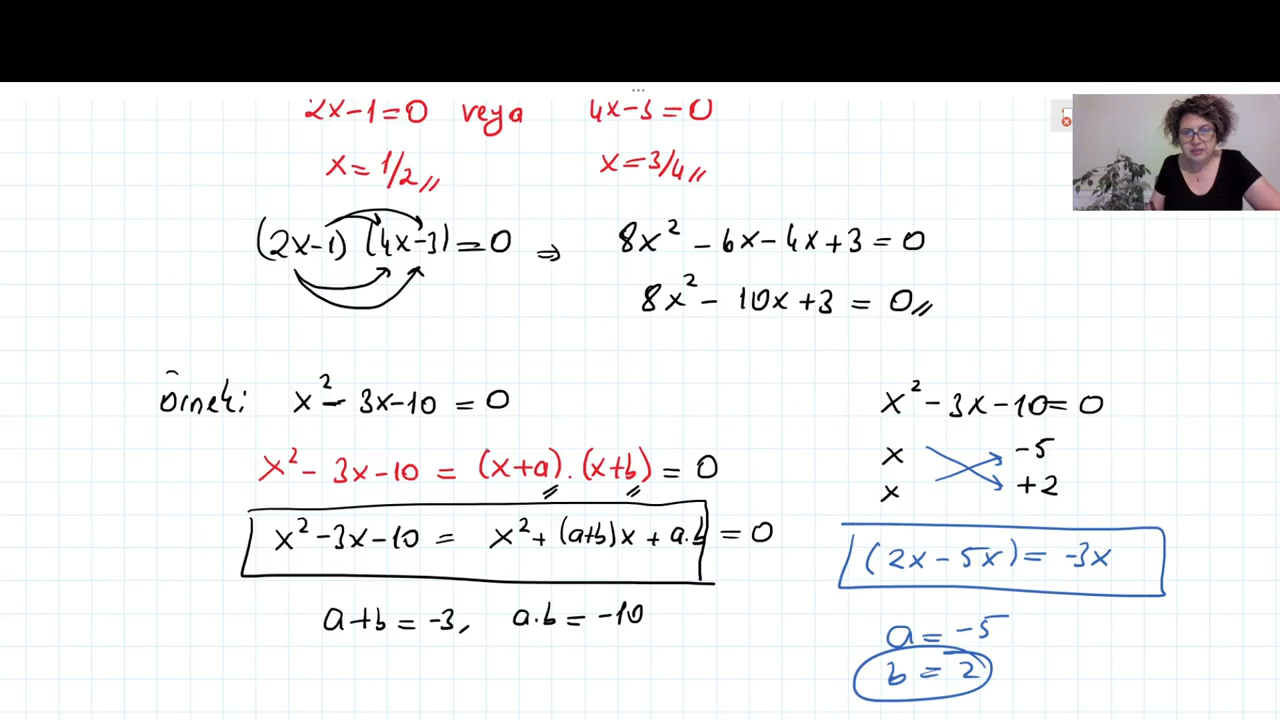 2x-1=0 veya 4x-3=0
x=1/2 x=3/4
(2x-1) (4x-3)=0 ⇒ 8x² - 6x - 4x + 3 = 0
8x² - 10x + 3 = 0
Örnek: x² - 3x - 10 = 0
x² - 3x - 10 = (x+a).(x+b) = 0
x² - 3x - 10 = x² + (a+b)x + a.b = 0
a+b = -3, a.b = -10
x² - 3x - 10 = 0
x -5
x +2
(2x - 5x) = -3x
a = -5
b = 2